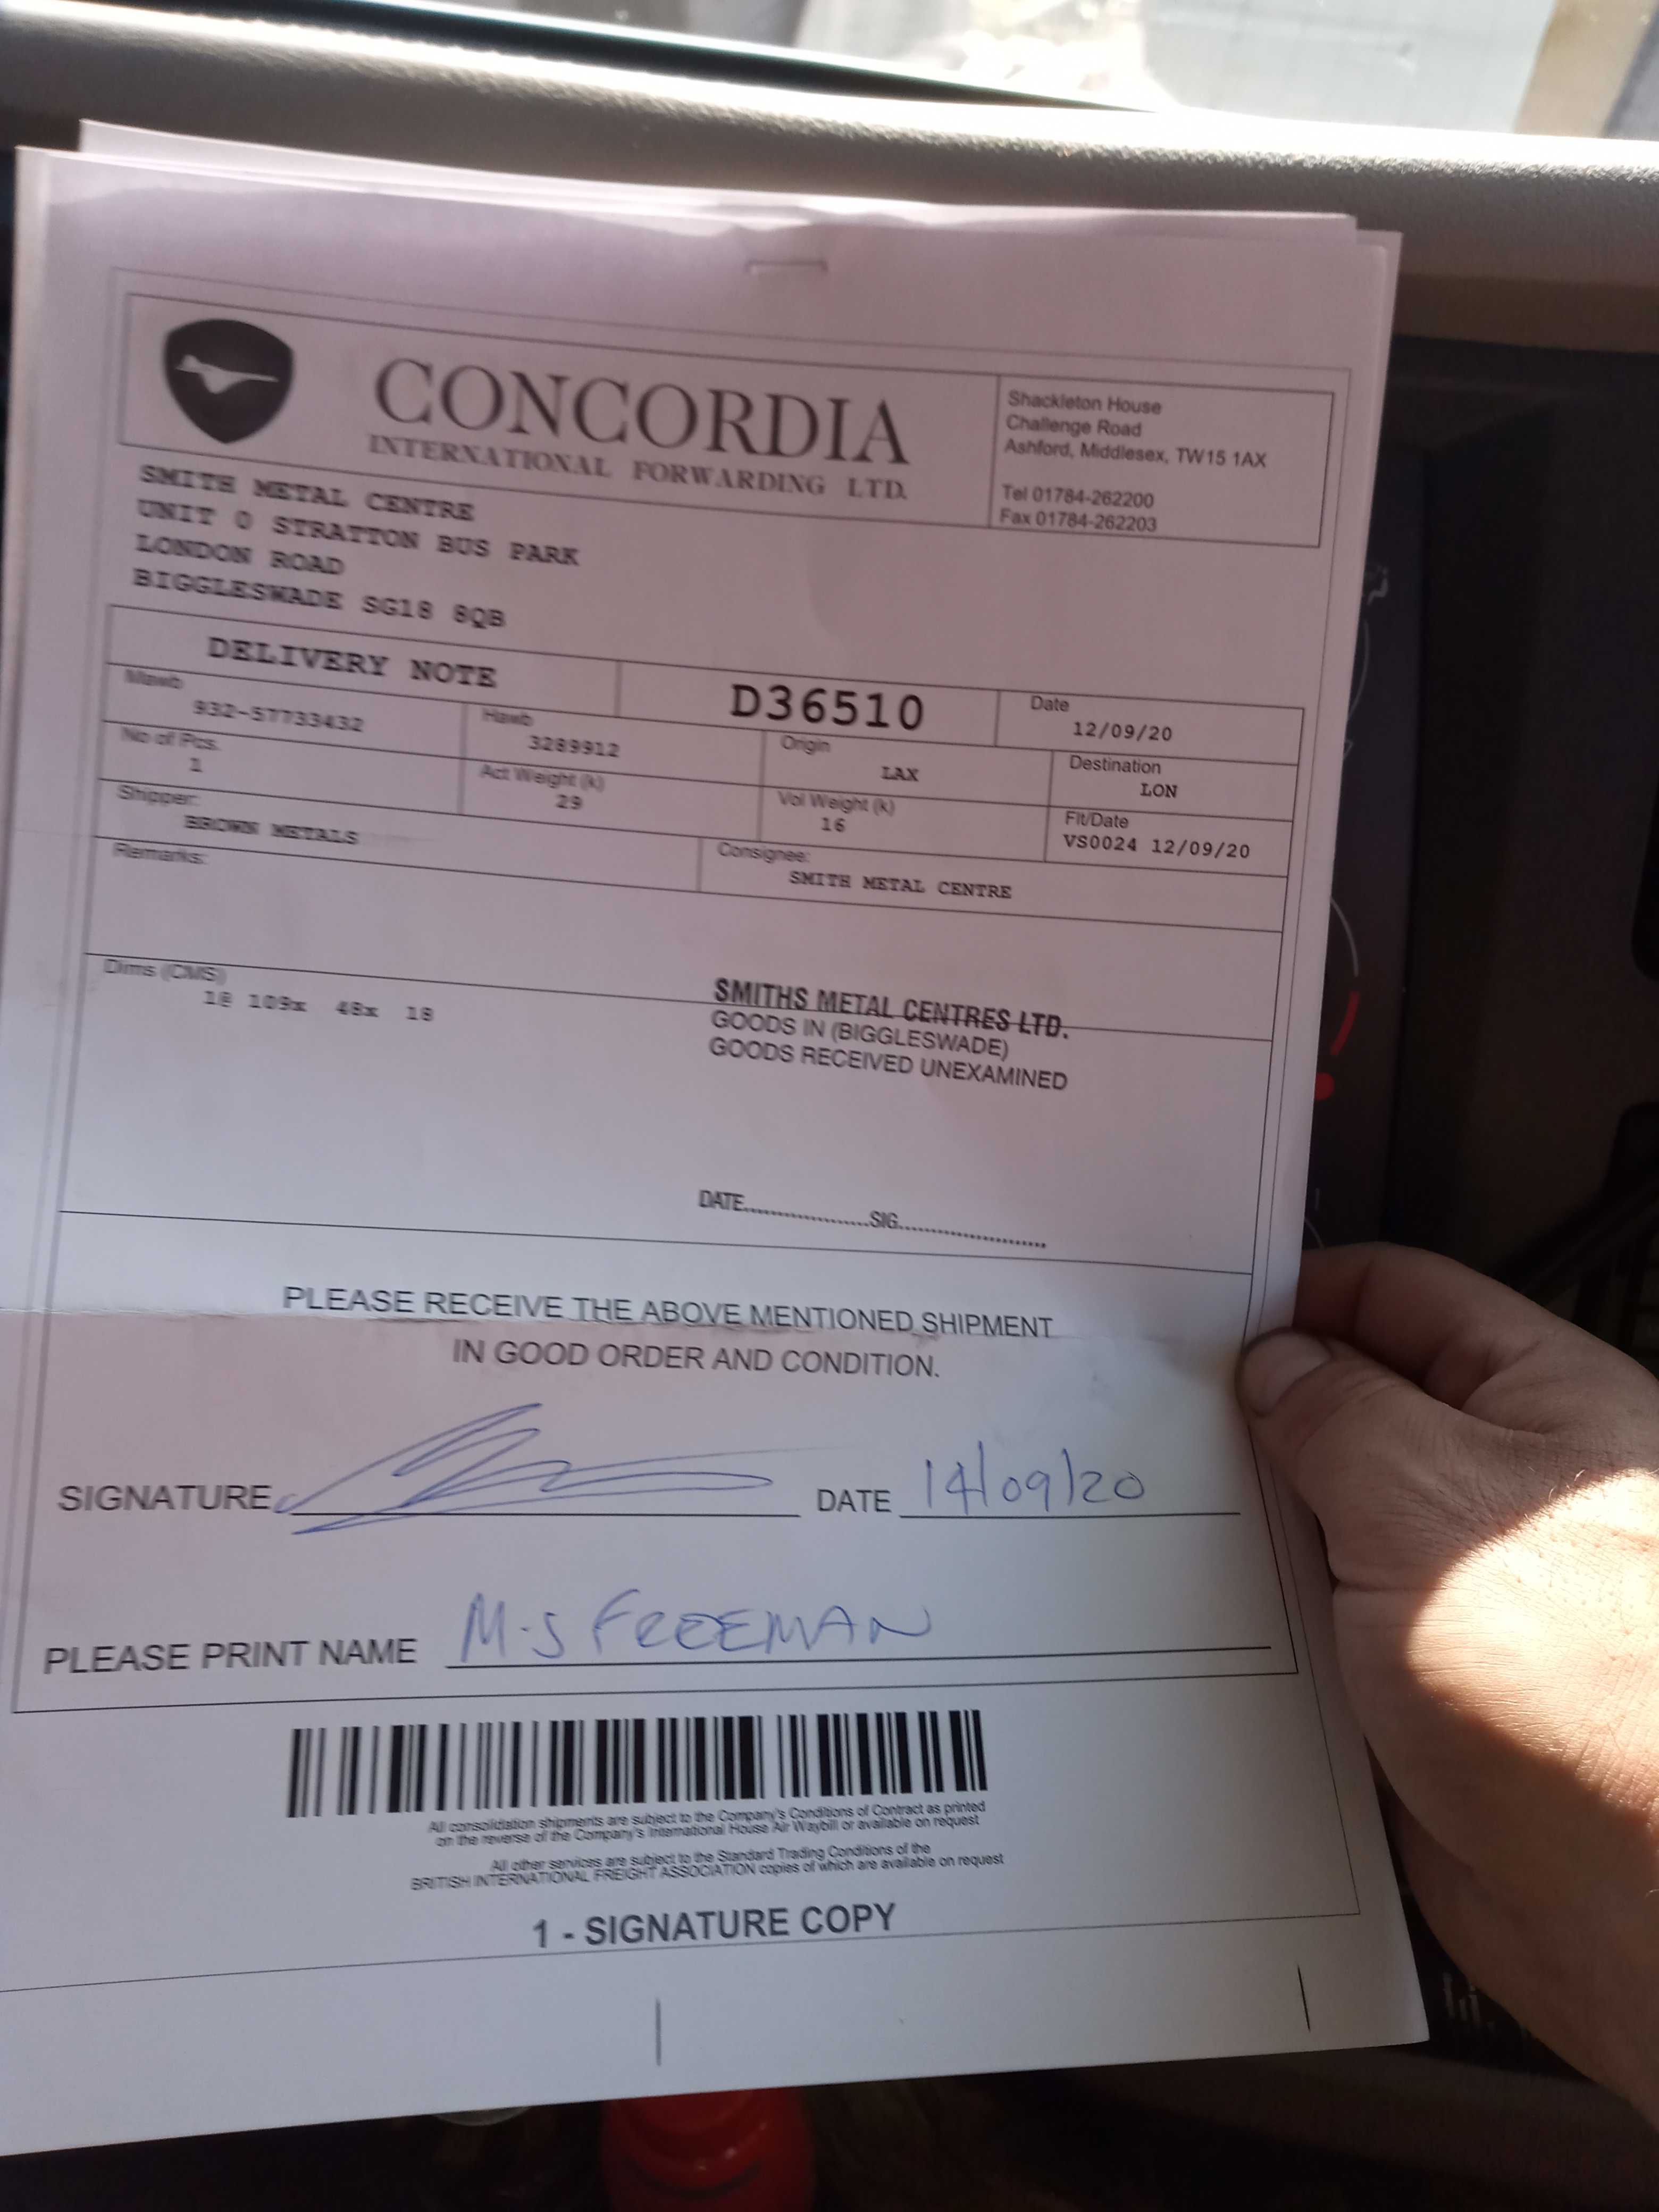 CONCORDIA
INTERNATIONAL FORWARDING LTD.
Shackleton House
Challenge Road
Ashford, Middlesex, TW15 1AX
Tel 01784-262200
Fax 01784-262203
SMITH METAL CENTRE
UNIT 0 STRATTON BUS PARK
LONDON ROAD
BIGGLESWADE SG18 8QB
DELIVERY NOTE
D36510
Date
12/09/20
Mawb
932-57733432
Hawb
3289912
Origin
LAX
Destination
LON
No of Pcs.
1
Act Weight (k)
29
Vol Weight (k)
16
Flt/Date
VS0024 12/09/20
Shipper:
BROWN METALS
Consignee:
SMITH METAL CENTRE
Remarks:
Dims (CMS)
1@ 109x 48x 18
SMITHS METAL CENTRES LTD.
GOODS IN (BIGGLESWADE)
GOODS RECEIVED UNEXAMINED
DATE....................SIG........................
PLEASE RECEIVE THE ABOVE MENTIONED SHIPMENT
IN GOOD ORDER AND CONDITION.
SIGNATURE
DATE 14/09/20
PLEASE PRINT NAME M.S FREEMAN
All consolidation shipments are subject to the Company's Conditions of Contract as printed
on the reverse of the Company's International House Air Waybill or available on request
All other services are subject to the Standard Trading Conditions of the
BRITISH INTERNATIONAL FREIGHT ASSOCIATION copies of which are available on request
1 - SIGNATURE COPY